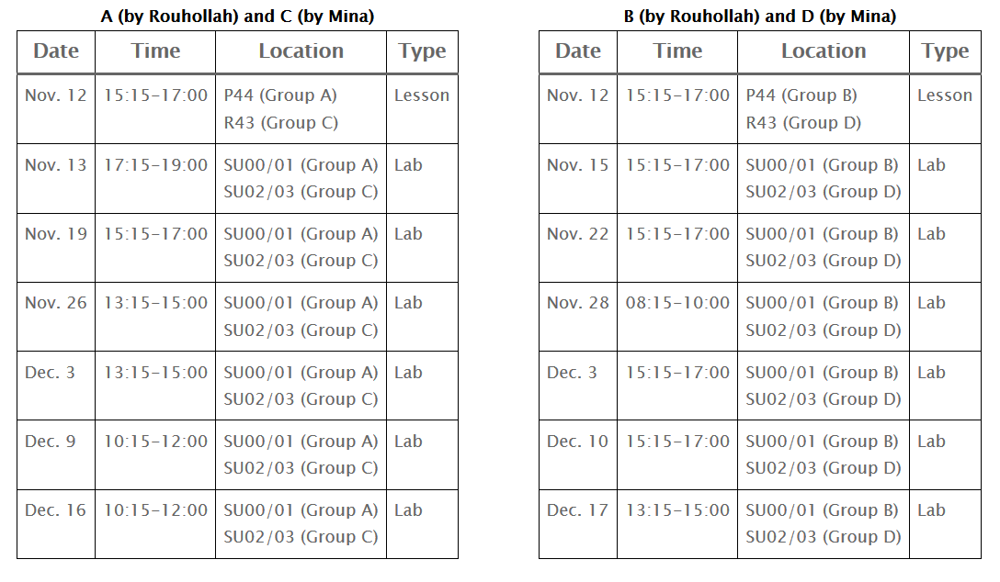 A (by Rouhollah) and C (by Mina)
Date Time Location Type
Nov. 12 15:15-17:00 P44 (Group A) Lesson
R43 (Group C)
Nov. 13 17:15-19:00 SU00/01 (Group A) Lab
SU02/03 (Group C)
Nov. 19 15:15-17:00 SU00/01 (Group A) Lab
SU02/03 (Group C)
Nov. 26 13:15-15:00 SU00/01 (Group A) Lab
SU02/03 (Group C)
Dec. 3 13:15-15:00 SU00/01 (Group A) Lab
SU02/03 (Group C)
Dec. 9 10:15-12:00 SU00/01 (Group A) Lab
SU02/03 (Group C)
Dec. 16 10:15-12:00 SU00/01 (Group A) Lab
SU02/03 (Group C)
B (by Rouhollah) and D (by Mina)
Date Time Location Type
Nov. 12 15:15-17:00 P44 (Group B) Lesson
R43 (Group D)
Nov. 15 15:15-17:00 SU00/01 (Group B) Lab
SU02/03 (Group D)
Nov. 22 15:15-17:00 SU00/01 (Group B) Lab
SU02/03 (Group D)
Nov. 28 08:15-10:00 SU00/01 (Group B) Lab
SU02/03 (Group D)
Dec. 3 15:15-17:00 SU00/01 (Group B) Lab
SU02/03 (Group D)
Dec. 10 15:15-17:00 SU00/01 (Group B) Lab
SU02/03 (Group D)
Dec. 17 13:15-15:00 SU00/01 (Group B) Lab
SU02/03 (Group D)